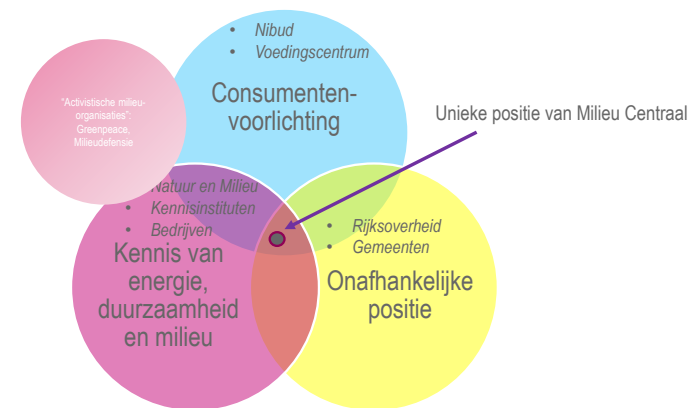 • Nibud
• Voedingscentrum
Consumenten-
voorlichting
"Activistische milieu-
organisaties":
Greenpeace,
Milieudefensie
Unieke positie van Milieu Centraal
Natuur en Milieu
• Kennisinstituten
• Bedrijven
Kennis van
energie,
duurzaamheid
en milieu
• Rijksoverheid
• Gemeenten
Onafhankelijke
positie